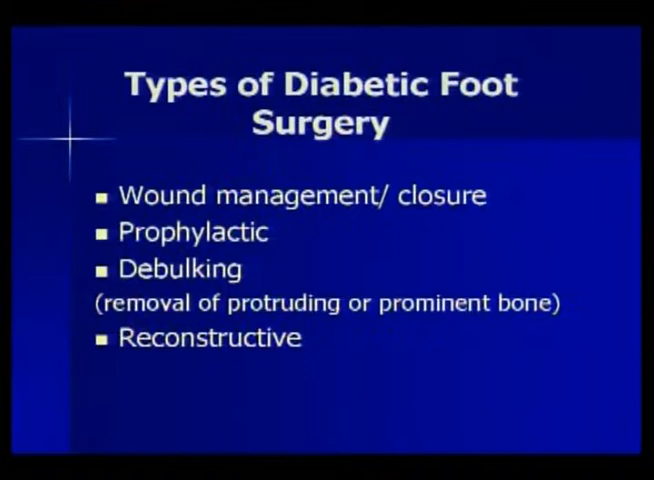 Types of Diabetic Foot
Surgery
Wound management/ closure
Prophylactic
Debulking
(removal of protruding or prominent bone)
Reconstructive